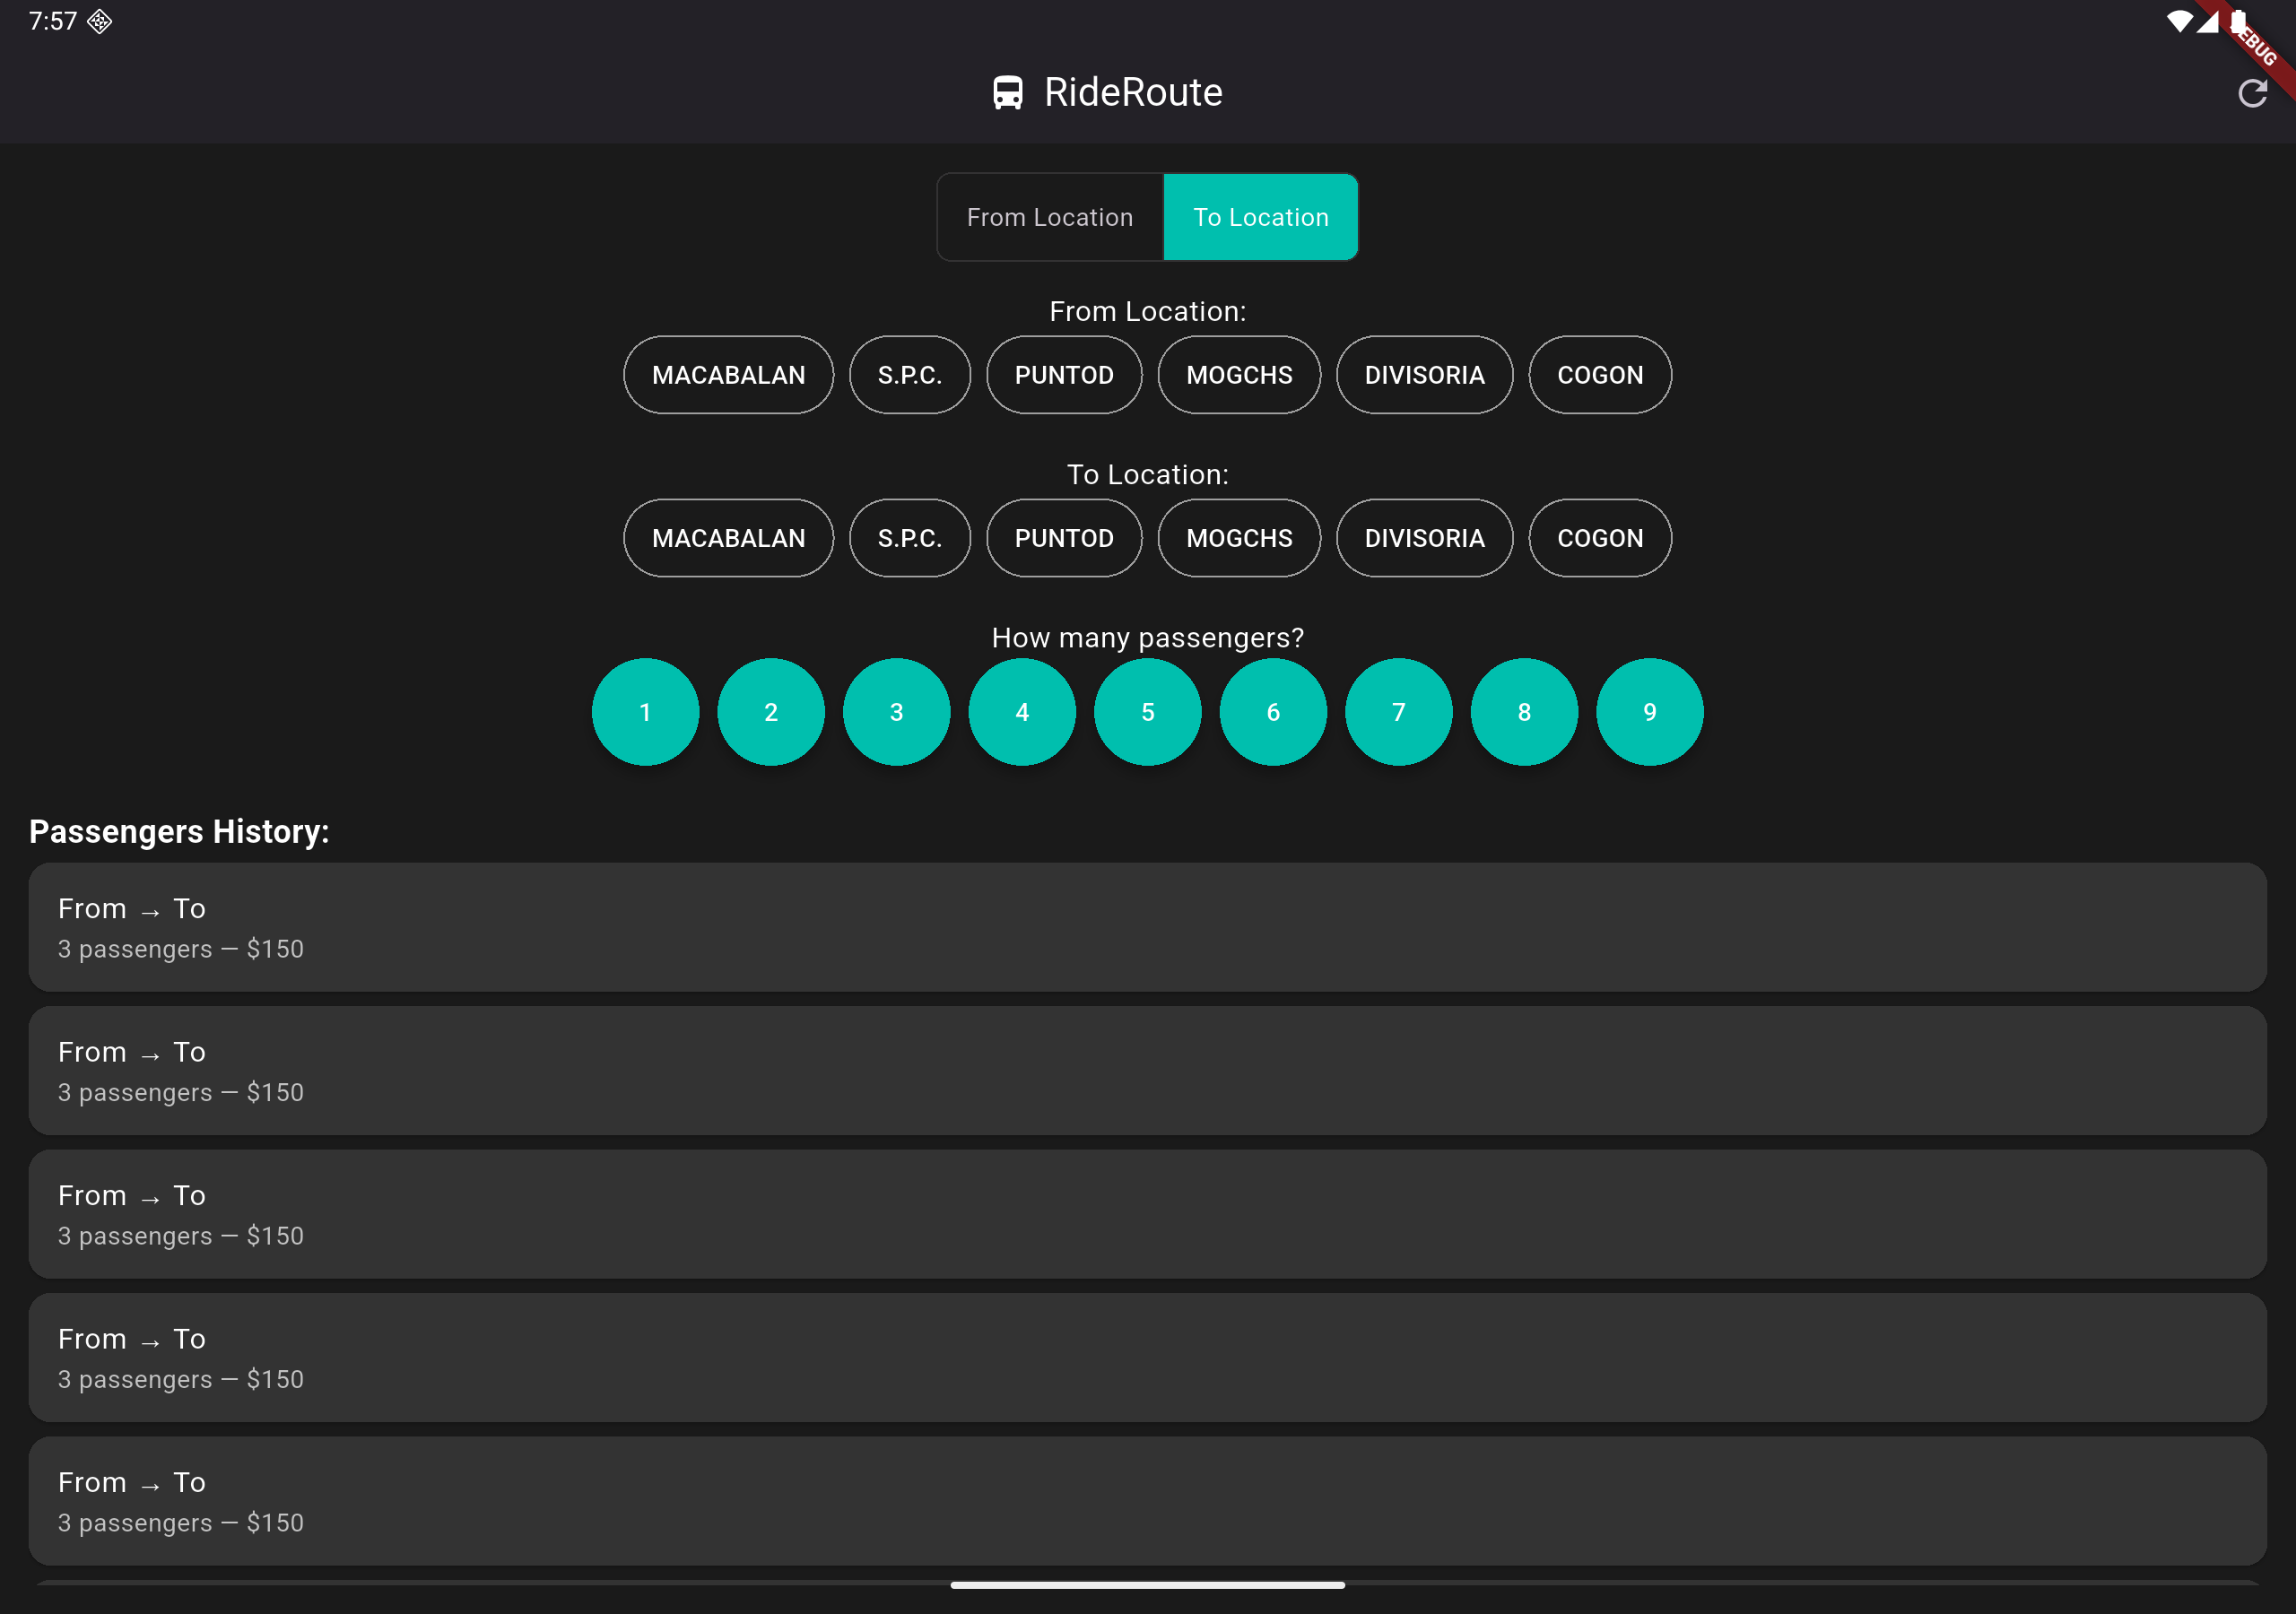 7:57
RideRoute
From Location To Location
From Location:
MACABALAN S.P.C. PUNTOD MOGCHS DIVISORIA COGON
To Location:
MACABALAN S.P.C. PUNTOD MOGCHS DIVISORIA COGON
How many passengers?
1 2 3 4 5 6 7 8 9
Passengers History:
From → To
3 passengers — $150
From → To
3 passengers — $150
From → To
3 passengers — $150
From → To
3 passengers — $150
From → To
3 passengers — $150